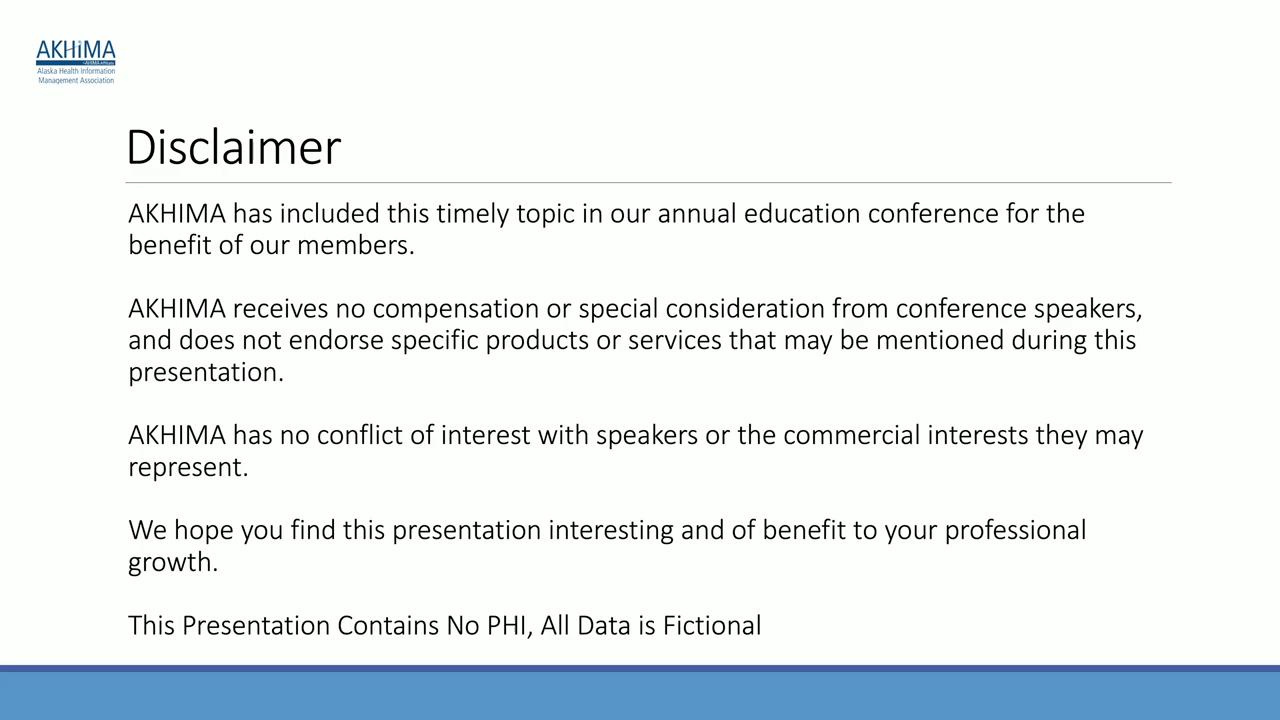 AKHiMA
Alaska Health Information
Management Association
Disclaimer
AKHIMA has included this timely topic in our annual education conference for the
benefit of our members.
AKHIMA receives no compensation or special consideration from conference speakers,
and does not endorse specific products or services that may be mentioned during this
presentation.
AKHIMA has no conflict of interest with speakers or the commercial interests they may
represent.
We hope you find this presentation interesting and of benefit to your professional
growth.
This Presentation Contains No PHI, All Data is Fictional